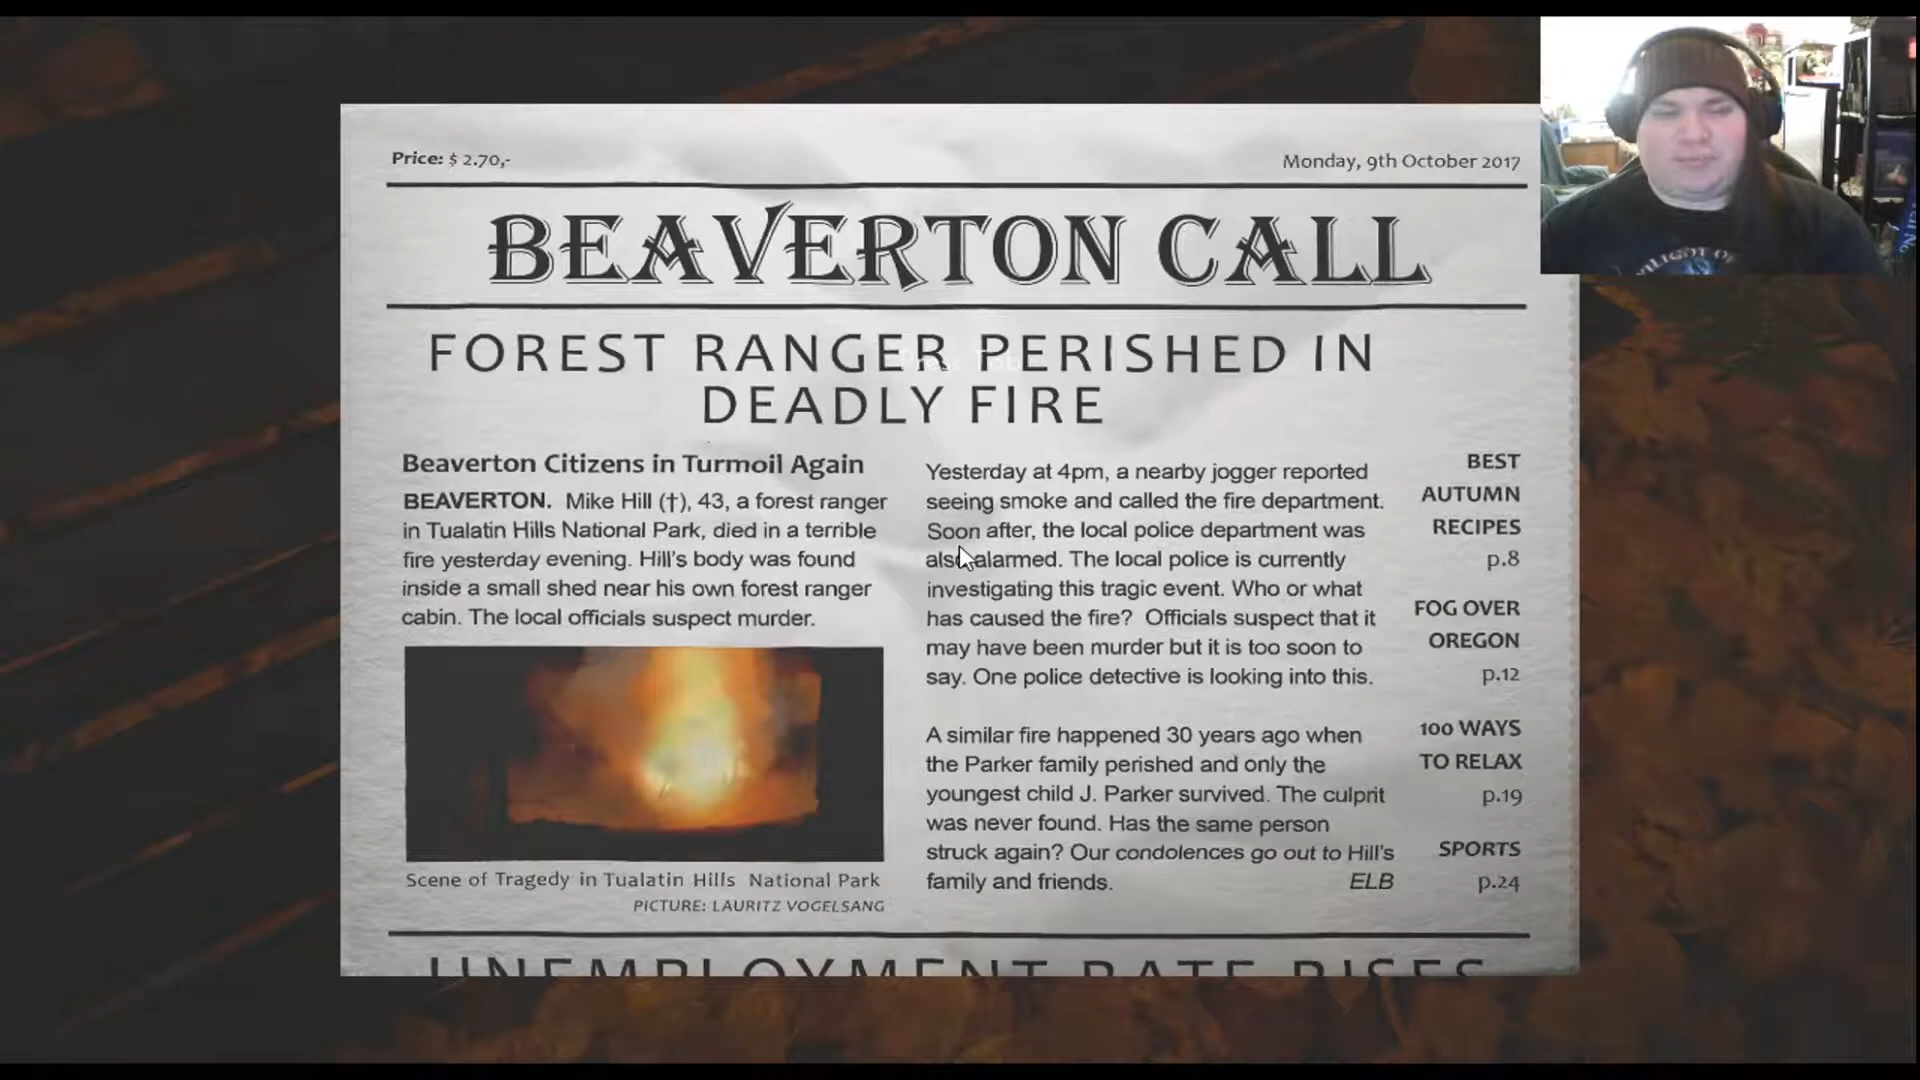 Price: $ 2.70,-
Monday, 9th October 2017
BEAVERTON CALL
FOREST RANGER PERISHED IN
DEADLY FIRE
Beaverton Citizens in Turmoil Again
BEAVERTON. Mike Hill (†), 43, a forest ranger
in Tualatin Hills National Park, died in a terrible
fire yesterday evening. Hill's body was found
inside a small shed near his own forest ranger
cabin. The local officials suspect murder.
Scene of Tragedy in Tualatin Hills National Park
PICTURE: LAURITZ VOGELSANG
Yesterday at 4pm, a nearby jogger reported
seeing smoke and called the fire department.
Soon after, the local police department was
also alarmed. The local police is currently
investigating this tragic event. Who or what
has caused the fire? Officials suspect that it
may have been murder but it is too soon to
say. One police detective is looking into this.
A similar fire happened 30 years ago when
the Parker family perished and only the
youngest child J. Parker survived. The culprit
was never found. Has the same person
struck again? Our condolences go out to Hill's
family and friends. ELB
BEST
AUTUMN
RECIPES
p.8
FOG OVER
OREGON
p.12
100 WAYS
TO RELAX
p.19
SPORTS
p.24
UNEMPLOYMENT RATE RISES